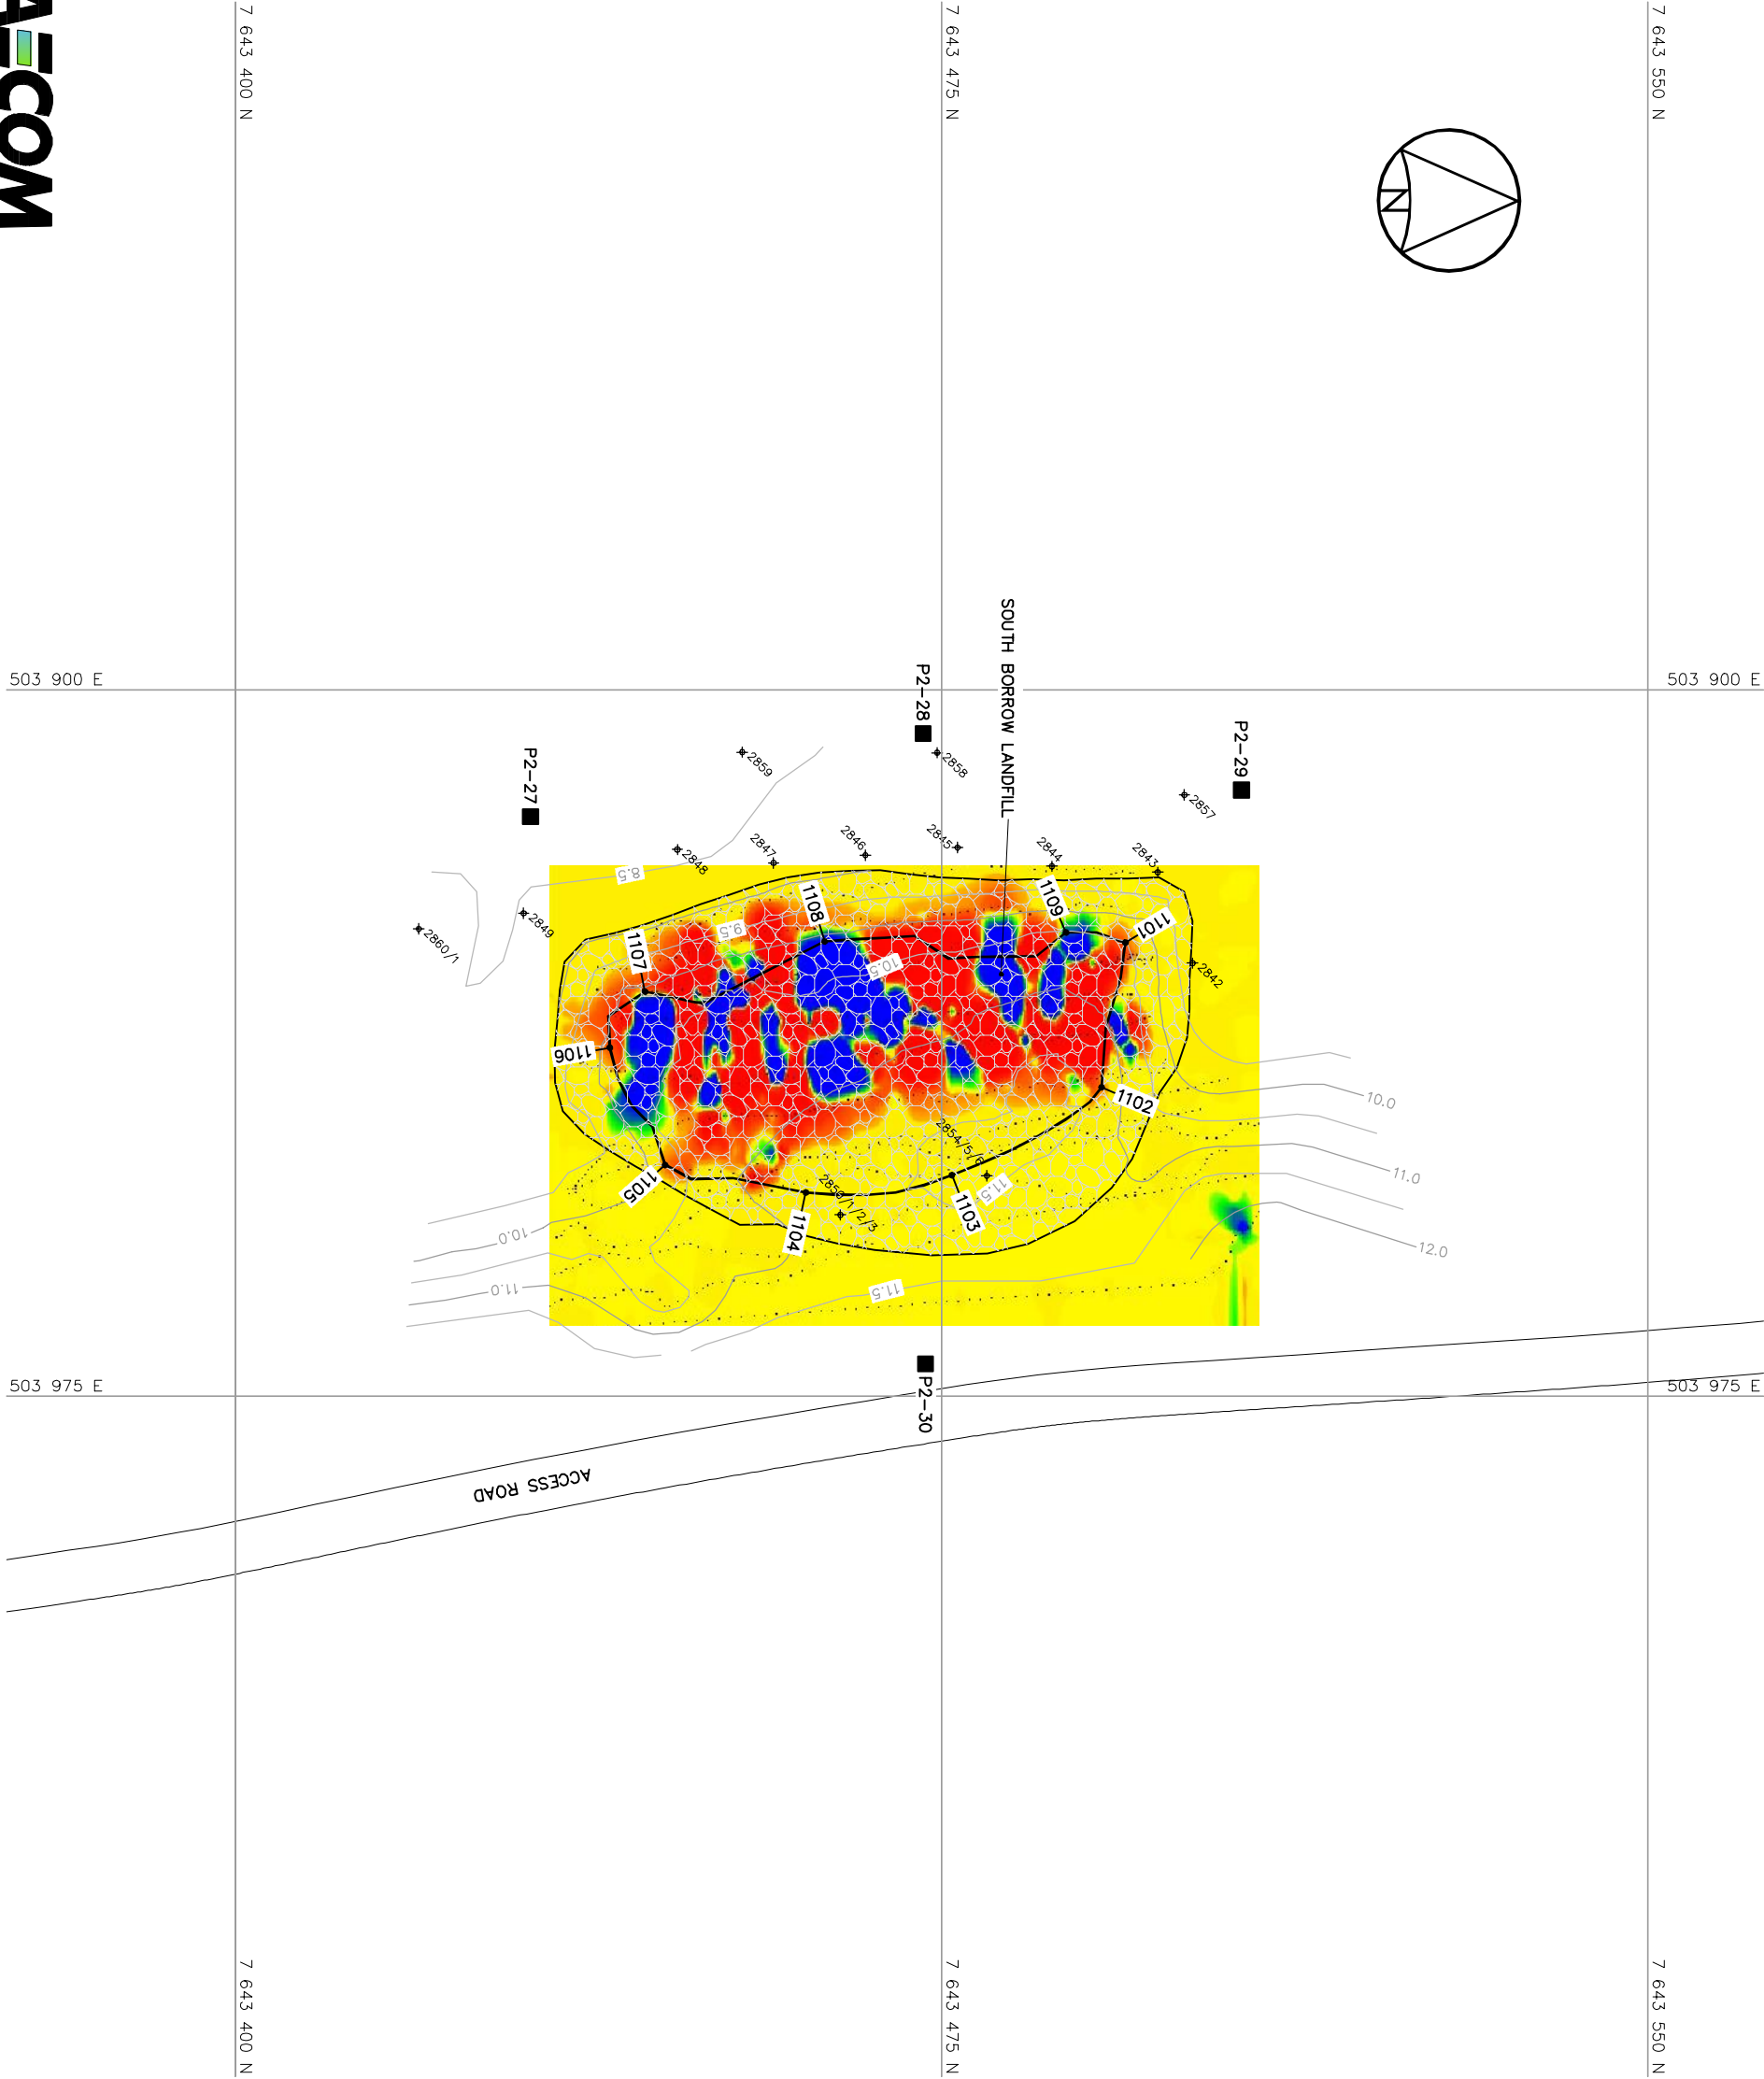 AECOM
7 643 400 N
7 643 475 N
7 643 550 N
N
SOUTH BORROW LANDFILL
503 900 E
503 900 E
P2-28
P2-29
P2-27
2859
2858
2857
2848
2847
2846
2845
2844
2843
8.5
2849
2860/1
1108
1109
1101
9.5
1107
10.5
2842
1106
1102
10.0
2854/5/6
11.0
1105
2850/1/2/3
11.5
1103
1104
10.0
12.0
11.0
11.5
P2-30
503 975 E
503 975 E
ACCESS ROAD
7 643 400 N
7 643 475 N
7 643 550 N